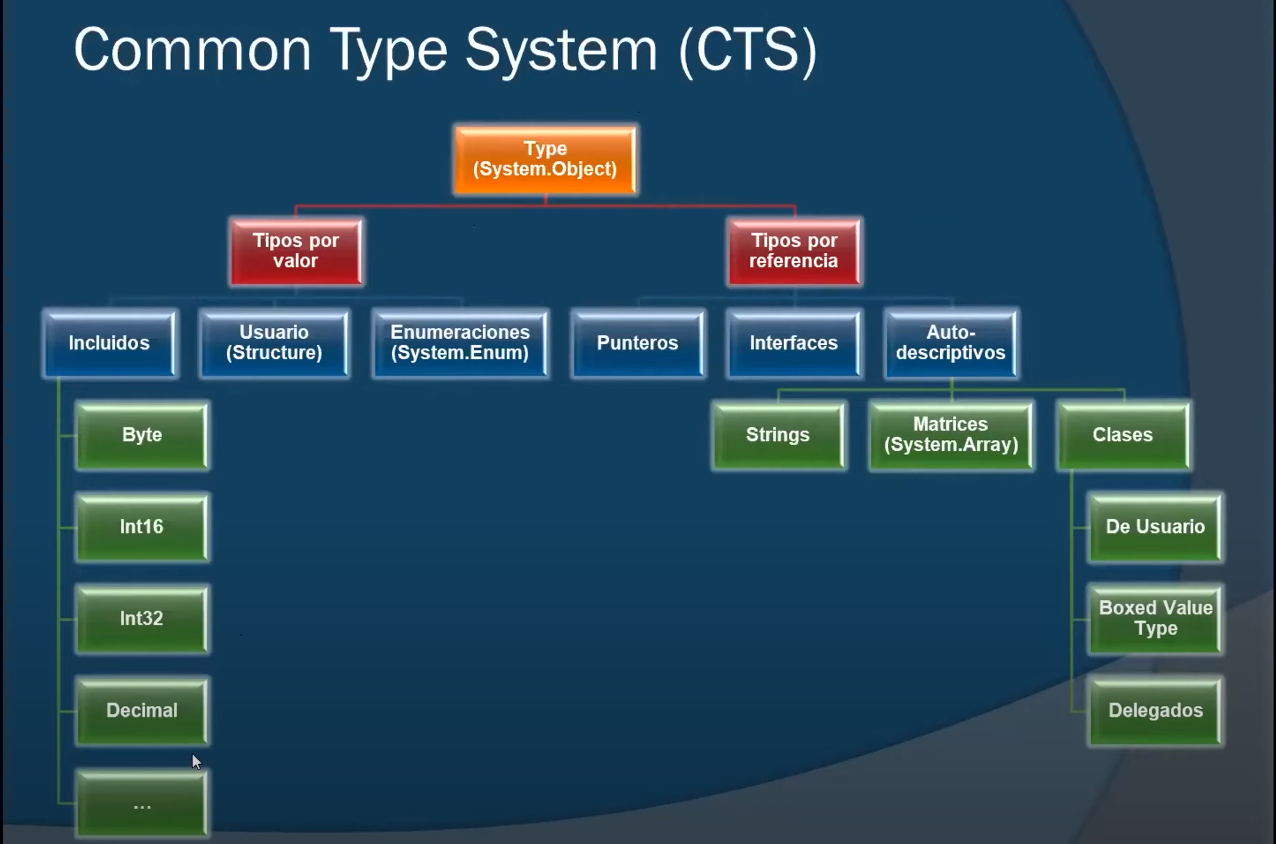 Common Type System (CTS)
Type
(System.Object)
Tipos por
valor
Tipos por
referencia
Incluidos
Usuario
(Structure)
Enumeraciones
(System.Enum)
Punteros
Interfaces
Auto-
descriptivos
Byte
Int16
Int32
Decimal
...
Strings
Matrices
(System.Array)
Clases
De Usuario
Boxed Value
Type
Delegados